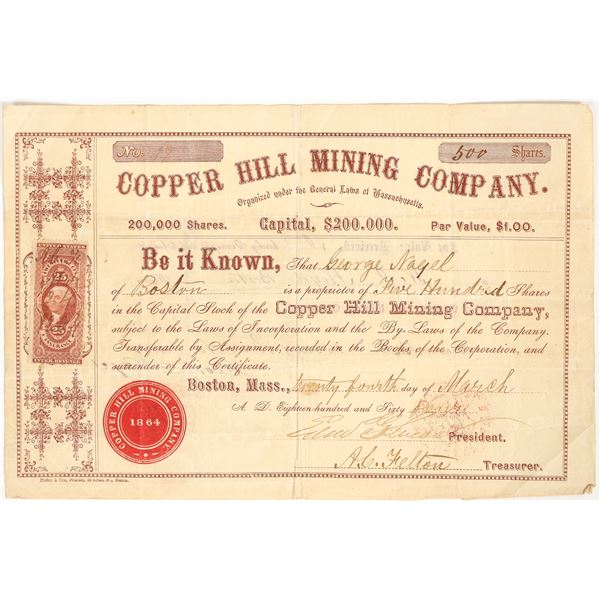 No.
500 Shares.
COPPER HILL MINING COMPANY.
Organized under the General Laws of Massachusetts.
200,000 Shares. Capital, $200.000. Par Value, $1.00.
Be it Known, That George Nagel
of Boston is a proprietor of Five Hundred Shares
in the Capital Stock of the Copper Hill Mining Company,
subject to the Laws of Incorporation and the By-Laws of the Company.
Transferable by Assignment, recorded in the Books of the Corporation, and
surrender of this Certificate.
Boston, Mass., twenty fourth day of March
A. D. Eighteen hundred and Sixty
President.
A.C. Felton Treasurer.
COPPER HILL MINING COMPANY.
1864
25
25
INSURANCE
INTER. REVENUE